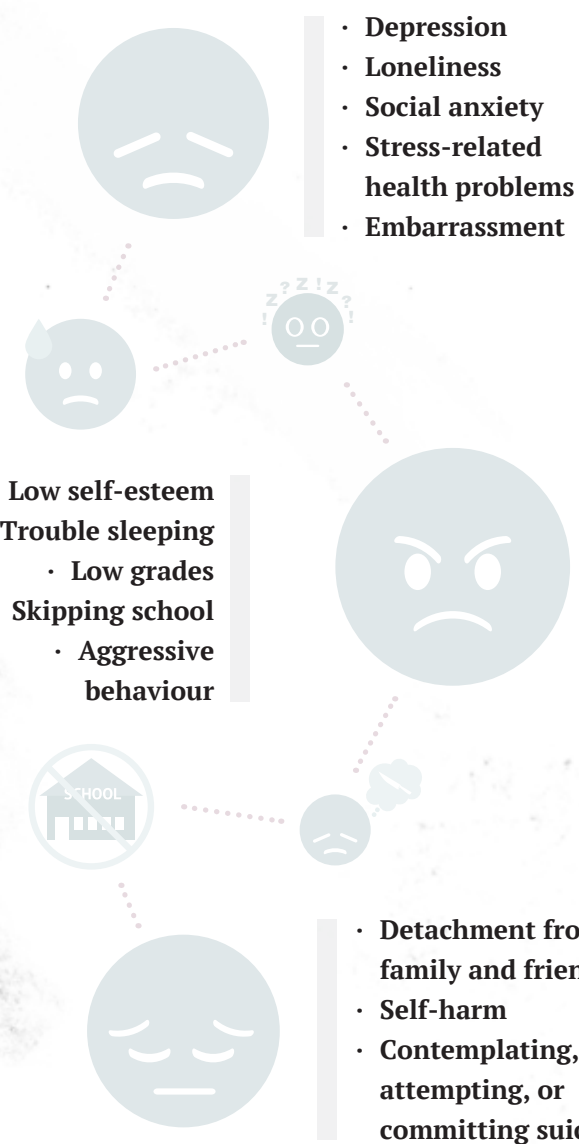 · Depression
· Loneliness
· Social anxiety
· Stress-related
health problems
· Embarrassment
z ? z ! z
! z ? !
Low self-esteem
Trouble sleeping
· Low grades
Skipping school
· Aggressive
behaviour
SCHOOL
· Detachment fro
family and frien
· Self-harm
· Contemplating,
attempting, or
committing suic